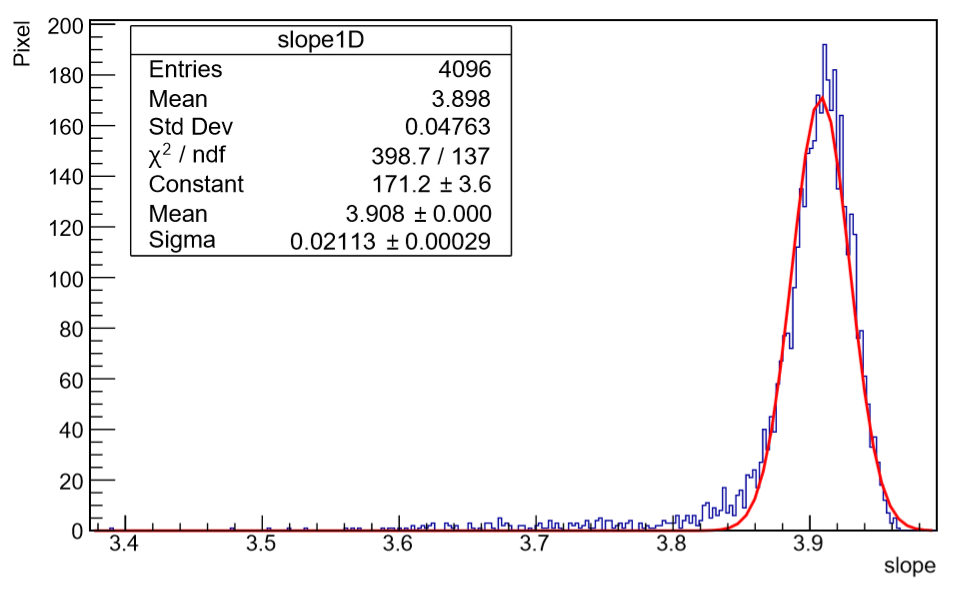 Pixel
slope1D
Entries 4096
Mean 3.898
Std Dev 0.04763
χ² / ndf 398.7 / 137
Constant 171.2 ± 3.6
Mean 3.908 ± 0.000
Sigma 0.02113 ± 0.00029
200
180
160
140
120
100
80
60
40
20
0
3.4 3.5 3.6 3.7 3.8 3.9
slope